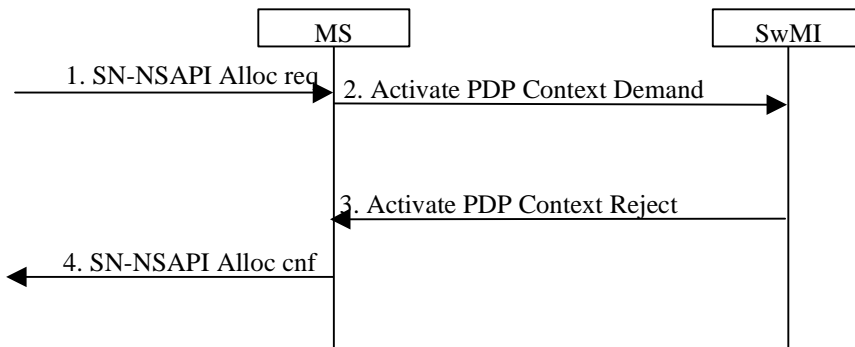 MS
SwMI
1. SN-NSAPI Alloc req
2. Activate PDP Context Demand
3. Activate PDP Context Reject
4. SN-NSAPI Alloc cnf